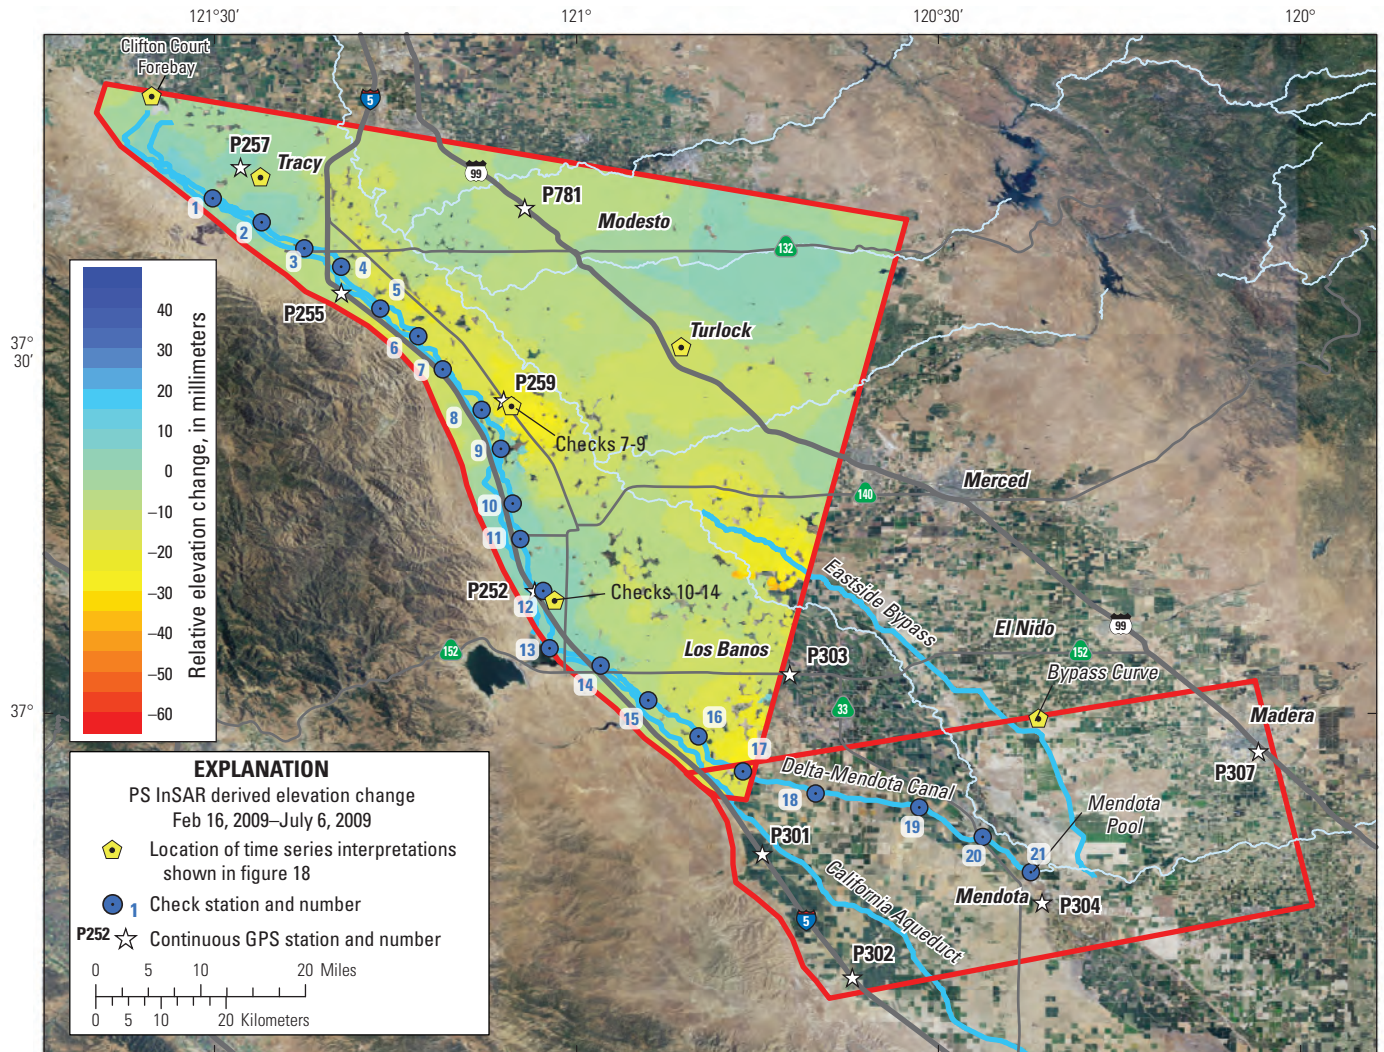 121°30'
121°
120°30'
120°
Clifton Court
Forebay
5
P257
Tracy
99
P781
Modesto
1
2
132
3
4
5
P255
37°
30'
6
Turlock
7
P259
8
Checks 7-9
9
Merced
10
140
11
Eastside Bypass
P252
Checks 10-14
12
El Nido
99
13
152
Los Banos
P303
152
Bypass Curve
14
33
37°
15
16
Madera
17
P307
Delta-Mendota Canal
18
Mendota
Pool
19
P301
20
21
California Aqueduct
Mendota
P304
5
P302
40
30
20
10
0
–10
–20
–30
–40
–50
–60
Relative elevation change, in millimeters
EXPLANATION
PS InSAR derived elevation change
Feb 16, 2009–July 6, 2009
Location of time series interpretations
shown in figure 18
1 Check station and number
P252 Continuous GPS station and number
0 5 10 20 Miles
0 5 10 20 Kilometers